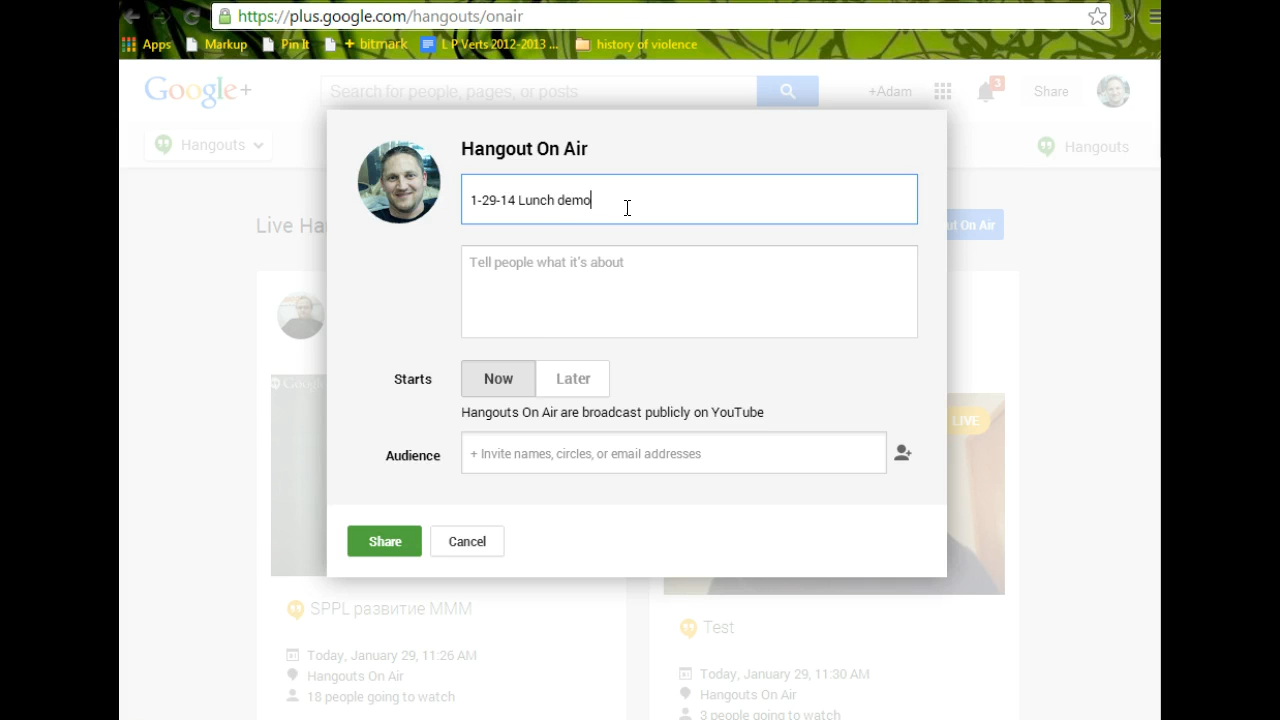 https://plus.google.com/hangouts/onair
Apps Markup Pin It + bitmark L P Verts 2012-2013 ... history of violence
Google+ Search for people, pages, or posts +Adam 3 Share
Hangouts Hangouts
Hangout On Air
1-29-14 Lunch demo
Live Ha ut On Air
Tell people what it's about
Starts Now Later
Hangouts On Air are broadcast publicly on YouTube
LIVE
Audience + Invite names, circles, or email addresses
Share Cancel
SPPL развитие МММ
Test
Today, January 29, 11:26 AM
Hangouts On Air
18 people going to watch
Today, January 29, 11:30 AM
Hangouts On Air
3 people going to watch